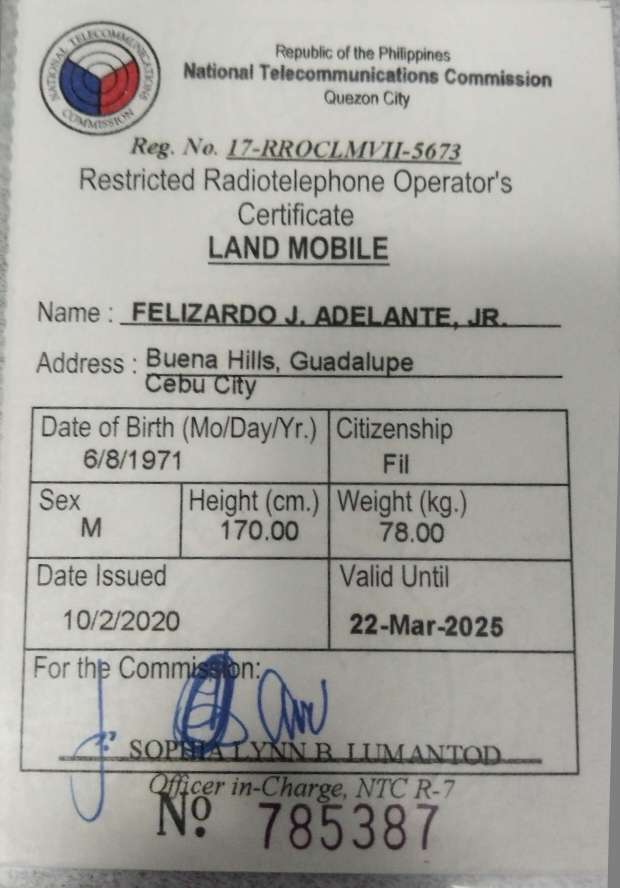 NATIONAL TELECOMMUNICATIONS COMMISSION
Republic of the Philippines
National Telecommunications Commission
Quezon City
Reg. No. 17-RROCLMVII-5673
Restricted Radiotelephone Operator's
Certificate
LAND MOBILE
Name : FELIZARDO J. ADELANTE, JR.
Address : Buena Hills, Guadalupe
Cebu City
Date of Birth (Mo/Day/Yr.) Citizenship
6/8/1971 Fil
Sex Height (cm.) Weight (kg.)
M 170.00 78.00
Date Issued Valid Until
10/2/2020 22-Mar-2025
For the Commission:
SOPHIA LYNN B. LUMANTOD
Officer in-Charge, NTC R-7
No. 785387